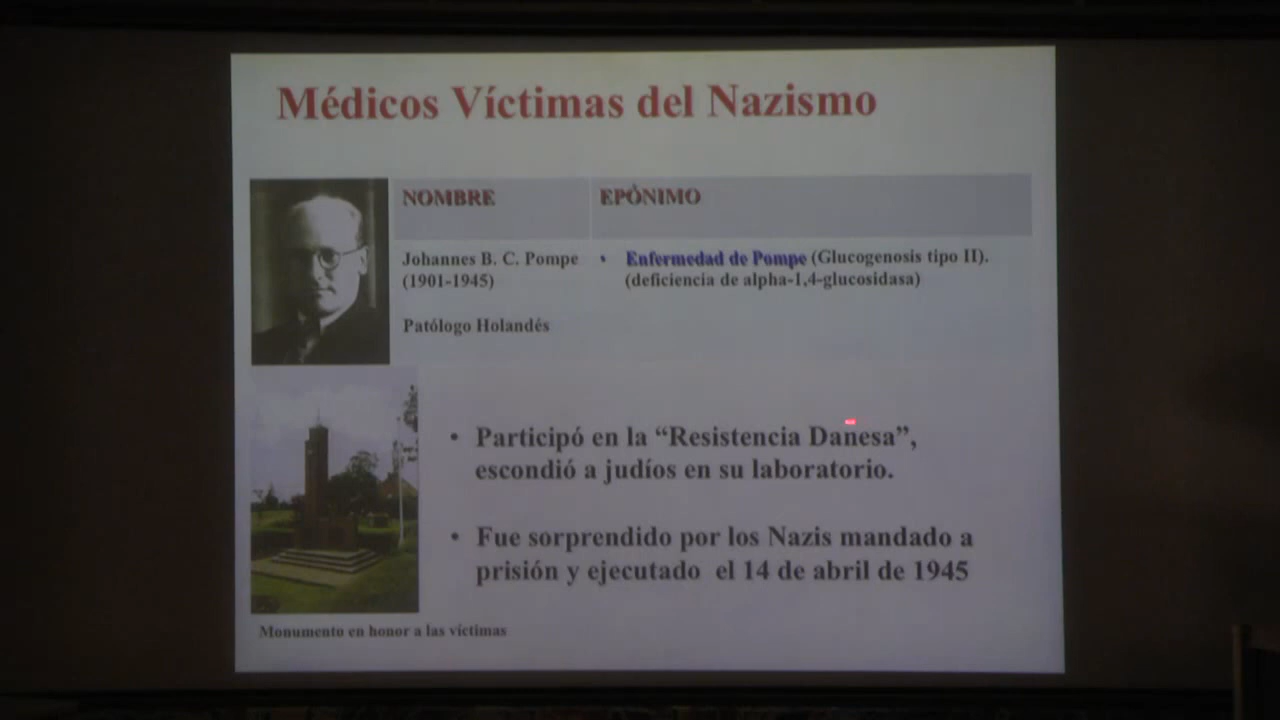 Médicos Víctimas del Nazismo
NOMBRE
EPÓNIMO
Johannes B. C. Pompe
(1901-1945)
Patólogo Holandés
• Enfermedad de Pompe (Glucogenosis tipo II).
(deficiencia de alpha-1,4-glucosidasa)
• Participó en la “Resistencia Danesa”,
escondió a judíos en su laboratorio.
• Fue sorprendido por los Nazis mandado a
prisión y ejecutado el 14 de abril de 1945
Monumento en honor a las víctimas